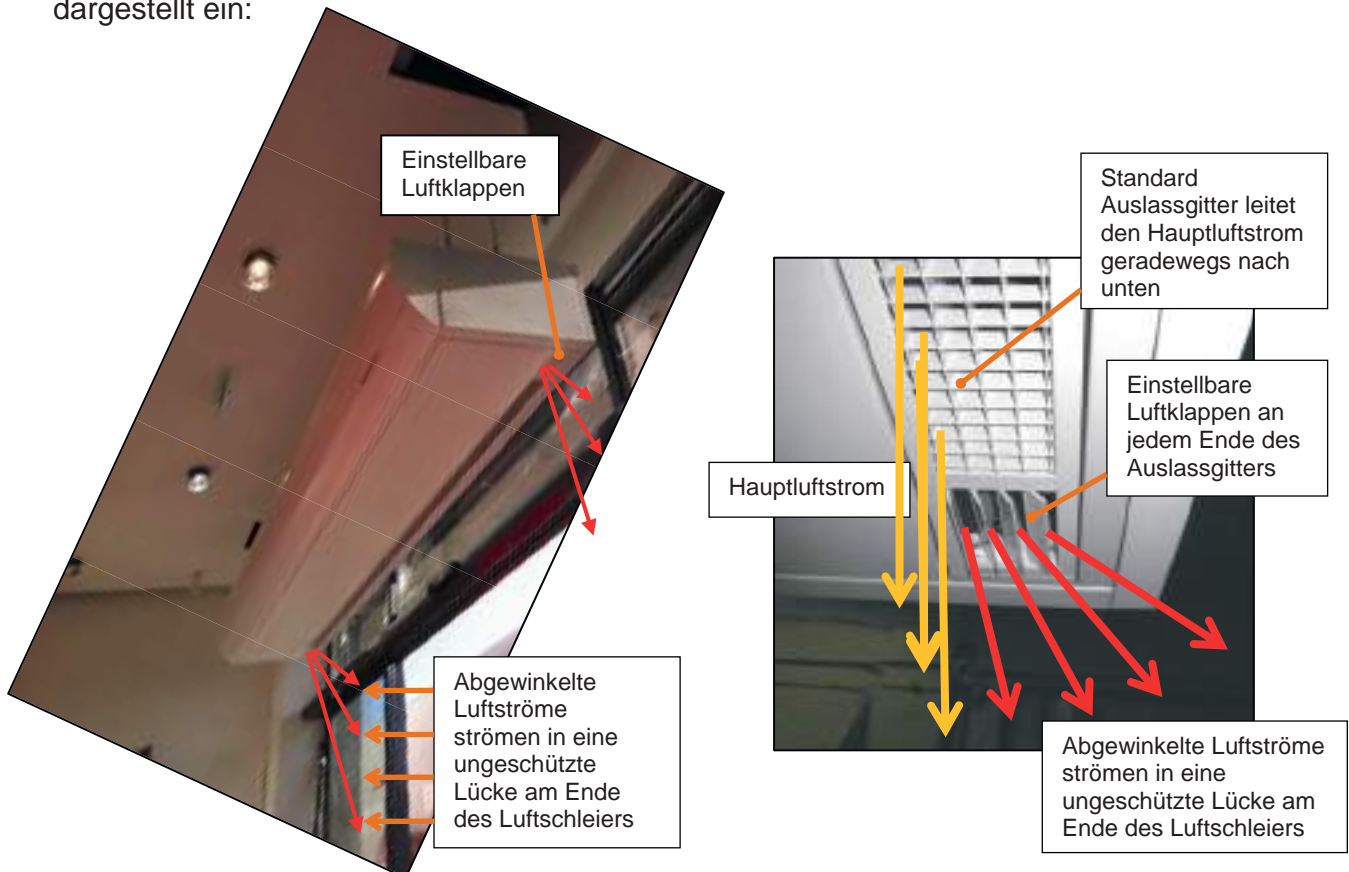 dargestellt ein:
Einstellbare
Luftklappen
Abgewinkelte
Luftströme
strömen in eine
ungeschützte
Lücke am Ende
des Luftschleiers
Standard
Auslassgitter leitet
den Hauptluftstrom
geradewegs nach
unten
Einstellbare
Luftklappen an
jedem Ende des
Auslassgitters
Hauptluftstrom
Abgewinkelte Luftströme
strömen in eine
ungeschützte Lücke am
Ende des Luftschleiers